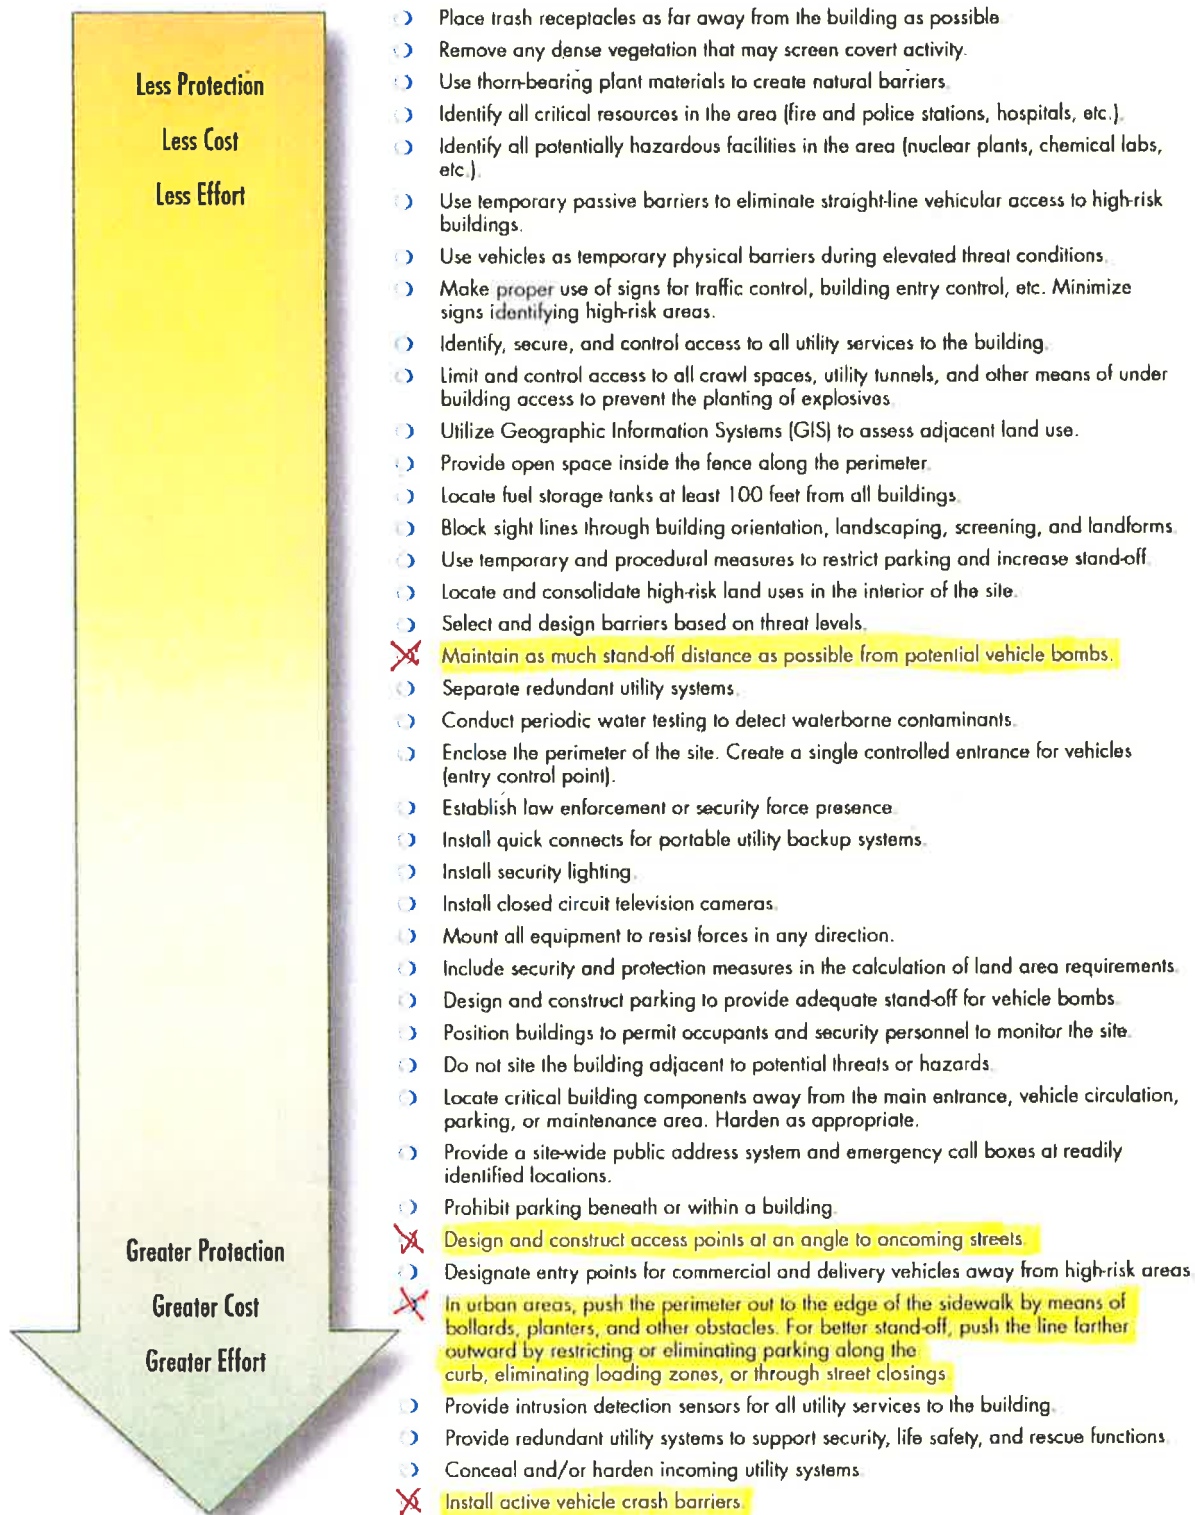 Less Protection
Less Cost
Less Effort
Place trash receptacles as far away from the building as possible
Remove any dense vegetation that may screen covert activity.
Use thorn-bearing plant materials to create natural barriers.
Identify all critical resources in the area (fire and police stations, hospitals, etc.).
Identify all potentially hazardous facilities in the area (nuclear plants, chemical labs,
etc.).
Use temporary passive barriers to eliminate straight-line vehicular access to high-risk
buildings.
Use vehicles as temporary physical barriers during elevated threat conditions.
Make proper use of signs for traffic control, building entry control, etc. Minimize
signs identifying high-risk areas.
Identify, secure, and control access to all utility services to the building.
Limit and control access to all crawl spaces, utility tunnels, and other means of under
building access to prevent the planting of explosives
Utilize Geographic Information Systems (GIS) to assess adjacent land use.
Provide open space inside the fence along the perimeter.
Locate fuel storage tanks at least 100 feet from all buildings.
Block sight lines through building orientation, landscaping, screening, and landforms.
Use temporary and procedural measures to restrict parking and increase stand-off.
Locate and consolidate high-risk land uses in the interior of the site.
Select and design barriers based on threat levels.
Maintain as much stand-off distance as possible from potential vehicle bombs.
Separate redundant utility systems.
Conduct periodic water testing to detect waterborne contaminants.
Enclose the perimeter of the site. Create a single controlled entrance for vehicles
(entry control point).
Establish law enforcement or security force presence.
Install quick connects for portable utility backup systems.
Install security lighting.
Install closed circuit television cameras.
Mount all equipment to resist forces in any direction.
Include security and protection measures in the calculation of land area requirements.
Design and construct parking to provide adequate stand-off for vehicle bombs.
Position buildings to permit occupants and security personnel to monitor the site.
Do not site the building adjacent to potential threats or hazards.
Locate critical building components away from the main entrance, vehicle circulation,
parking, or maintenance area. Harden as appropriate.
Provide a site-wide public address system and emergency call boxes at readily
identified locations.
Prohibit parking beneath or within a building.
Design and construct access points at an angle to oncoming streets.
Designate entry points for commercial and delivery vehicles away from high-risk areas.
In urban areas, push the perimeter out to the edge of the sidewalk by means of
bollards, planters, and other obstacles. For better stand-off, push the line farther
outward by restricting or eliminating parking along the
curb, eliminating loading zones, or through street closings.
Provide intrusion detection sensors for all utility services to the building.
Provide redundant utility systems to support security, life safety, and rescue functions.
Conceal and/or harden incoming utility systems.
Install active vehicle crash barriers.
Greater Protection
Greater Cost
Greater Effort